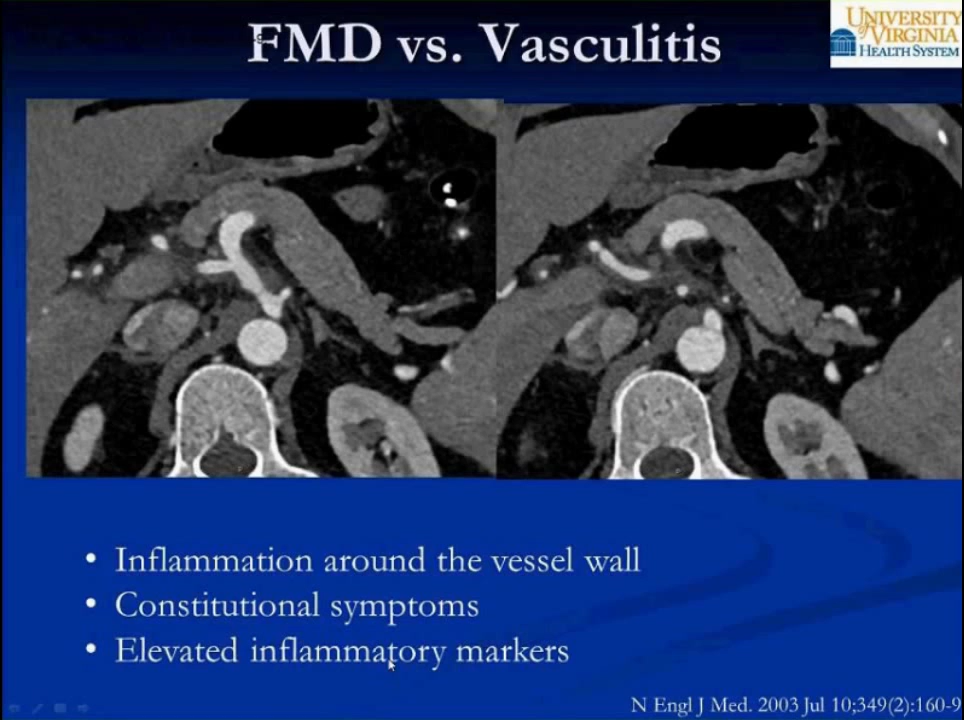 FMD vs. Vasculitis
UNIVERSITY
of VIRGINIA
HEALTH SYSTEM
• Inflammation around the vessel wall
• Constitutional symptoms
• Elevated inflammatory markers
N Engl J Med. 2003 Jul 10;349(2):160-9